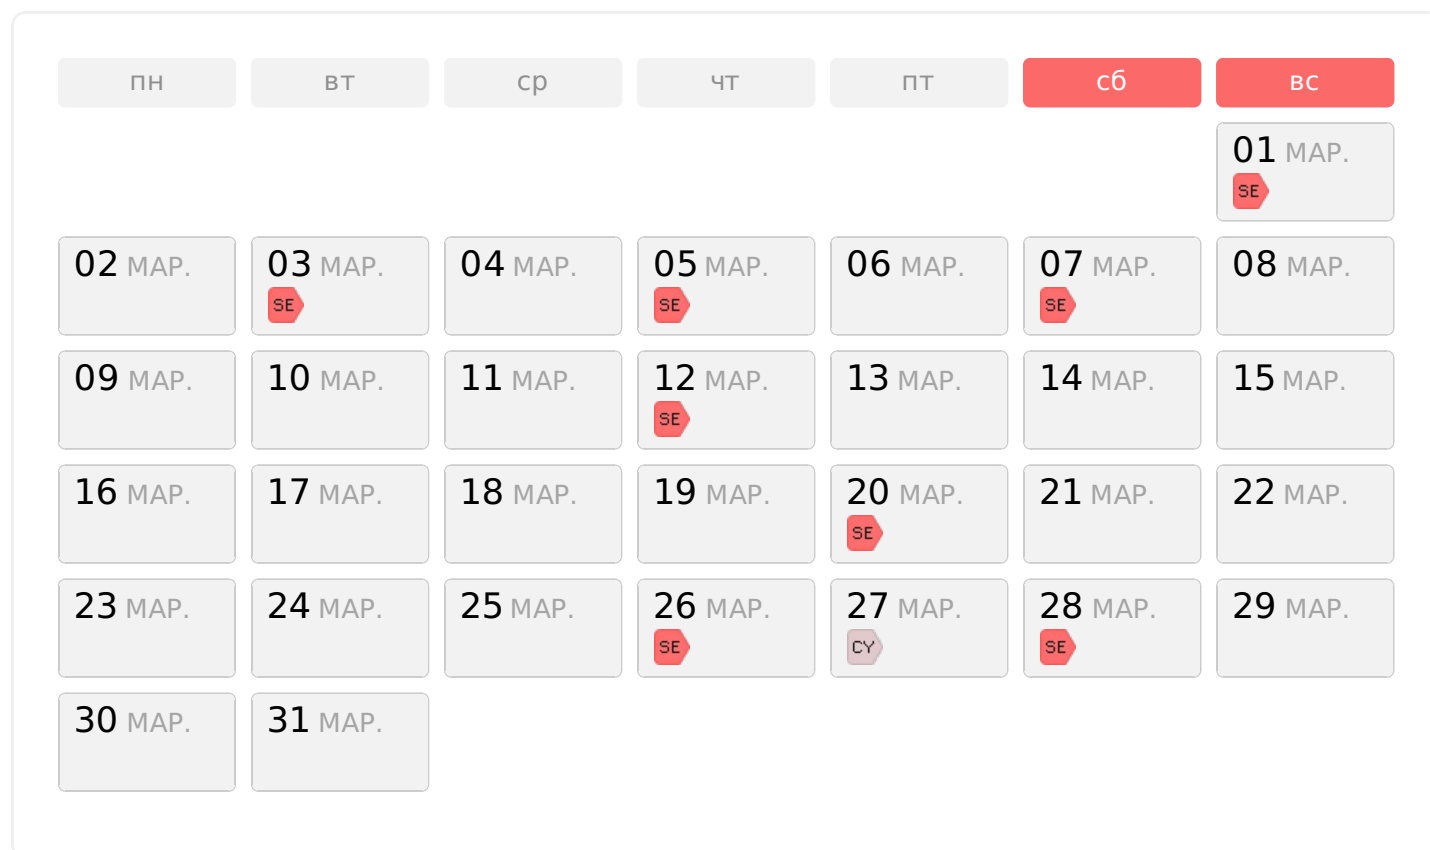 пн вт ср чт пт сб вс
01 МАР.
SE
02 МАР. 03 МАР. 04 МАР. 05 МАР. 06 МАР. 07 МАР. 08 МАР.
SE SE SE
09 МАР. 10 МАР. 11 МАР. 12 МАР. 13 МАР. 14 МАР. 15 МАР.
SE
16 МАР. 17 МАР. 18 МАР. 19 МАР. 20 МАР. 21 МАР. 22 МАР.
SE
23 МАР. 24 МАР. 25 МАР. 26 МАР. 27 МАР. 28 МАР. 29 МАР.
SE CY SE
30 МАР. 31 МАР.